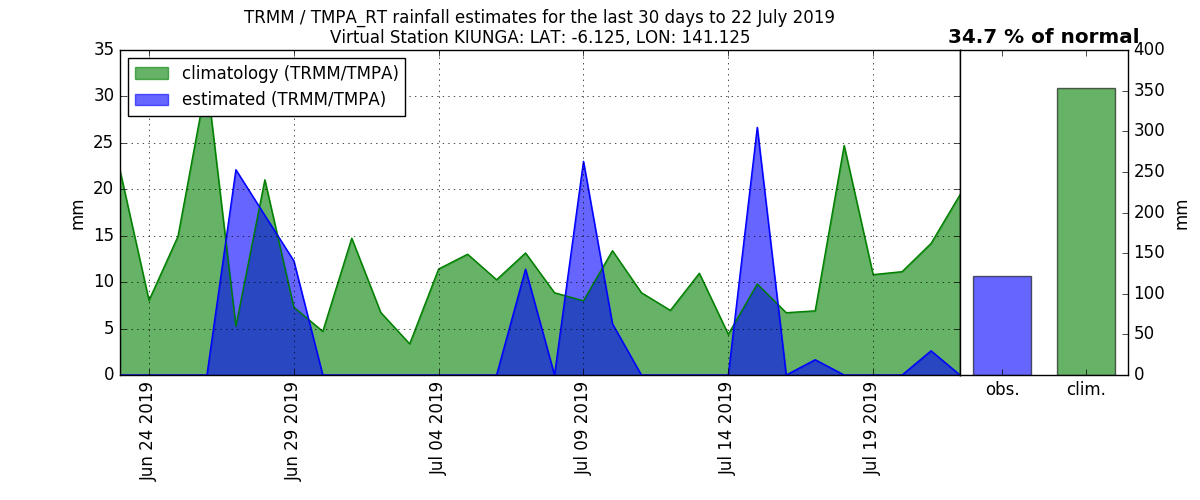 TRMM / TMPA_RT rainfall estimates for the last 30 days to 22 July 2019
Virtual Station KIUNGA: LAT: -6.125, LON: 141.125
34.7 % of normal
climatology (TRMM/TMPA)
estimated (TRMM/TMPA)
mm
35
30
25
20
15
10
5
0
Jun 24 2019
Jun 29 2019
Jul 04 2019
Jul 09 2019
Jul 14 2019
Jul 19 2019
400
350
300
250
200
150
100
50
0
mm
obs.
clim.